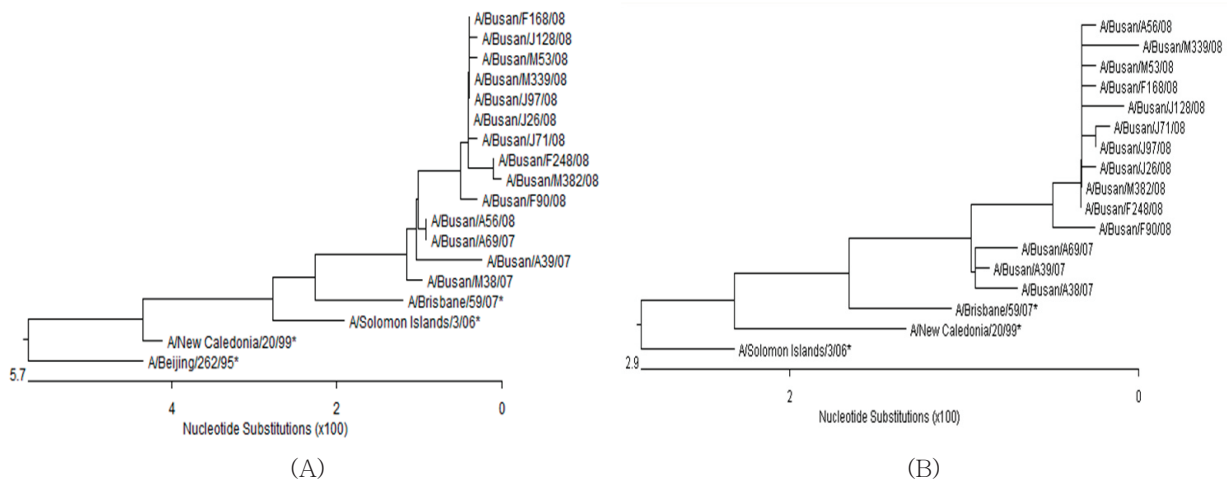 A/Busan/F168/08
A/Busan/J128/08
A/Busan/M53/08
A/Busan/M339/08
A/Busan/J97/08
A/Busan/J26/08
A/Busan/J71/08
A/Busan/F248/08
A/Busan/M382/08
A/Busan/F90/08
A/Busan/A56/08
A/Busan/A69/07
A/Busan/A39/07
A/Busan/M38/07
A/Brisbane/59/07*
A/Solomon Islands/3/06*
A/New Caledonia/20/99*
A/Beijing/262/95*
5.7
4 2 0
Nucleotide Substitutions (x100)
(A)
A/Busan/A56/08
A/Busan/M339/08
A/Busan/M53/08
A/Busan/F168/08
A/Busan/J128/08
A/Busan/J71/08
A/Busan/J97/08
A/Busan/J26/08
A/Busan/M382/08
A/Busan/F248/08
A/Busan/F90/08
A/Busan/A69/07
A/Busan/A39/07
A/Busan/A38/07
A/Brisbane/59/07*
A/New Caledonia/20/99*
A/Solomon Islands/3/06*
2.9
2 0
Nucleotide Substitutions (x100)
(B)